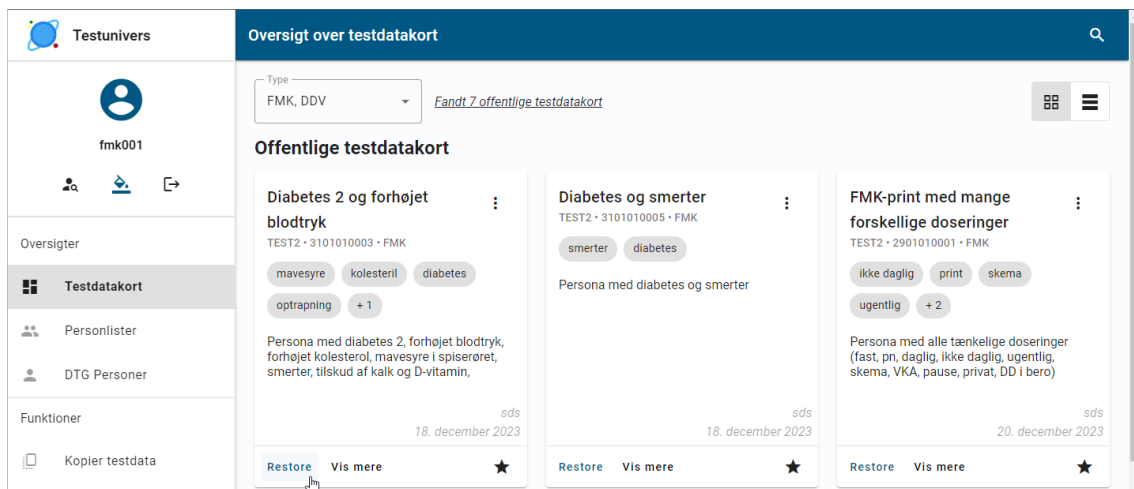 Testunivers
Oversigt over testdatakort
fmk001
Oversigter
Testdatakort
Personlister
DTG Personer
Funktioner
Kopier testdata
Type
FMK, DDV
Fandt 7 offentlige testdatakort
Offentlige testdatakort
Diabetes 2 og forhøjet
blodtryk
TEST2 • 3101010003 • FMK
mavesyre kolesteril diabetes
optrapning + 1
Persona med diabetes 2, forhøjet blodtryk,
forhøjet kolesterol, mavesyre i spiserøret,
smerter, tilskud af kalk og D-vitamin,
sds
18. december 2023
Restore Vis mere
Diabetes og smerter
TEST2 • 3101010005 • FMK
smerter diabetes
Persona med diabetes og smerter
sds
18. december 2023
Restore Vis mere
FMK-print med mange
forskellige doseringer
TEST2 • 2901010001 • FMK
ikke daglig print skema
ugentlig + 2
Persona med alle tænkelige doseringer
(fast, pn, daglig, ikke daglig, ugentlig,
skema, VKA, pause, privat, DD i bero)
sds
20. december 2023
Restore Vis mere